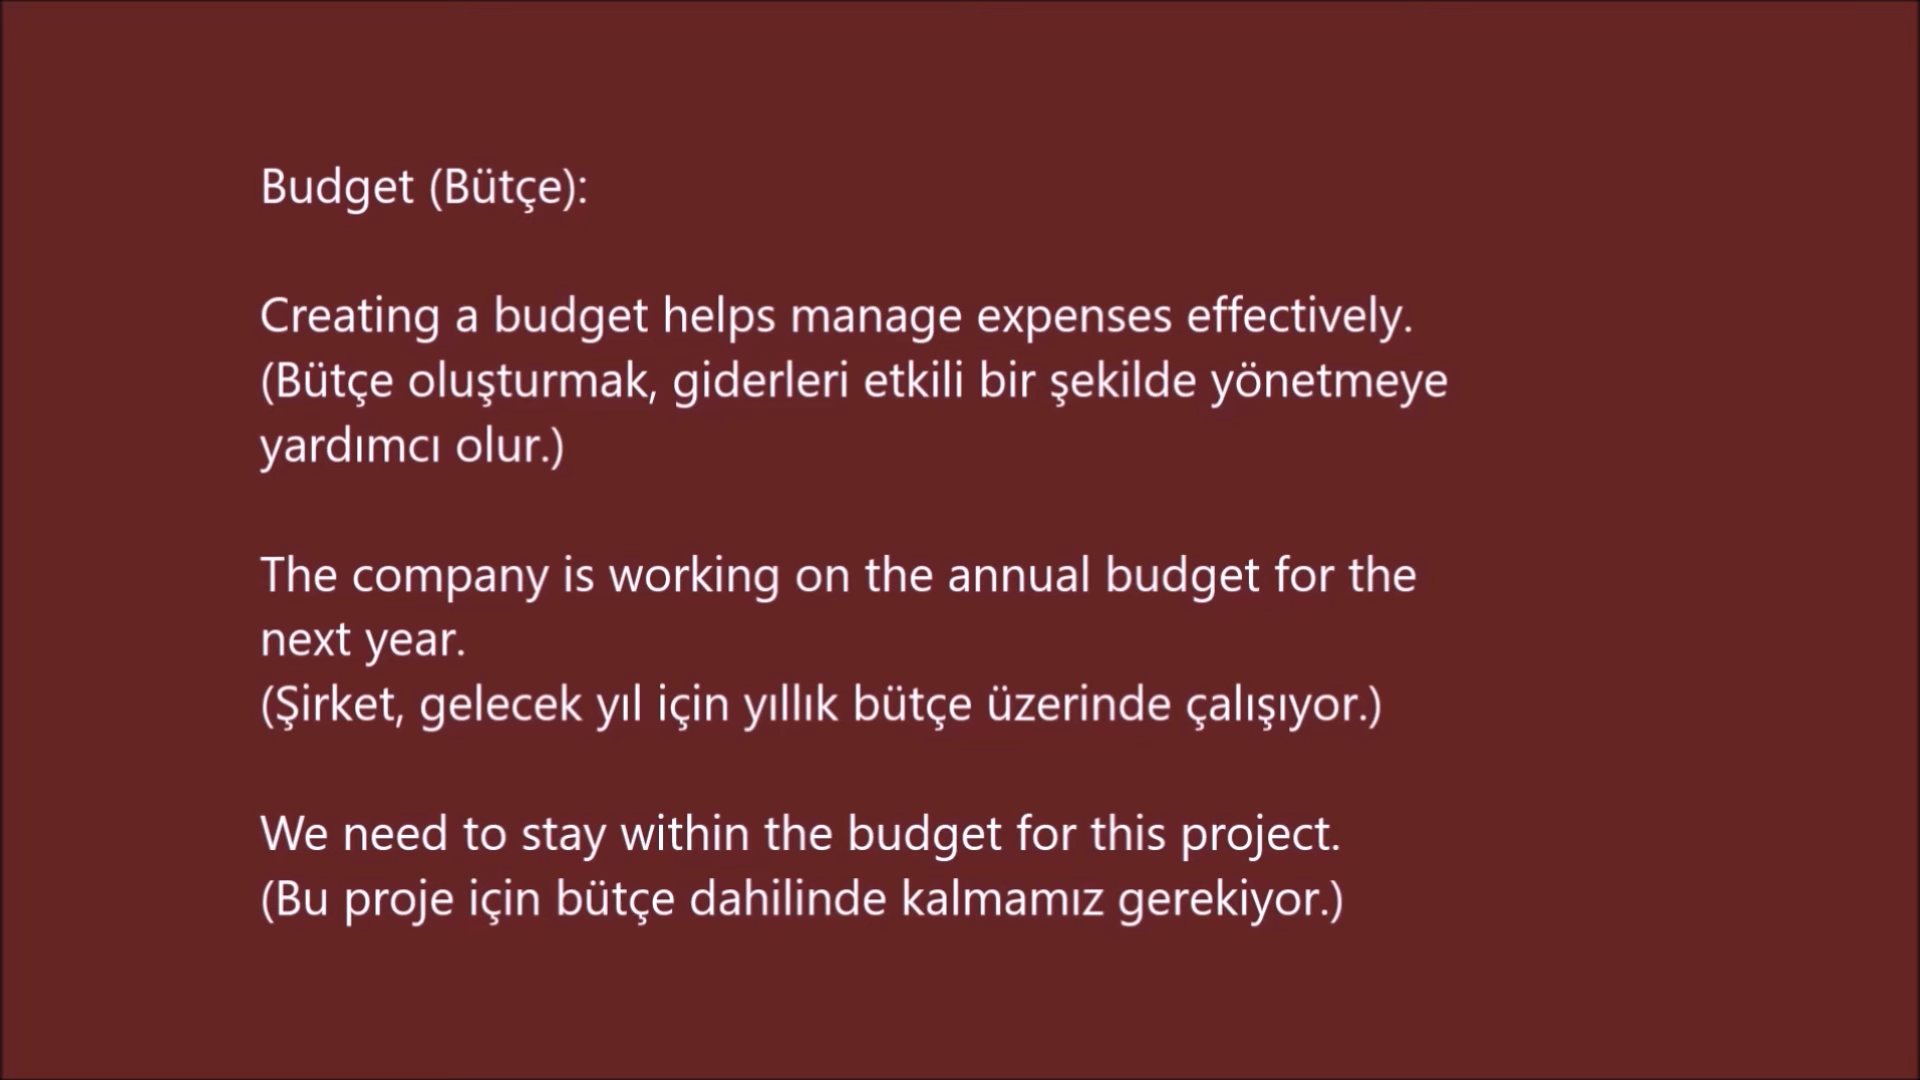 Budget (Bütçe):
Creating a budget helps manage expenses effectively.
(Bütçe oluşturmak, giderleri etkili bir şekilde yönetmeye
yardımcı olur.)
The company is working on the annual budget for the
next year.
(Şirket, gelecek yıl için yıllık bütçe üzerinde çalışıyor.)
We need to stay within the budget for this project.
(Bu proje için bütçe dahilinde kalmamız gerekiyor.)